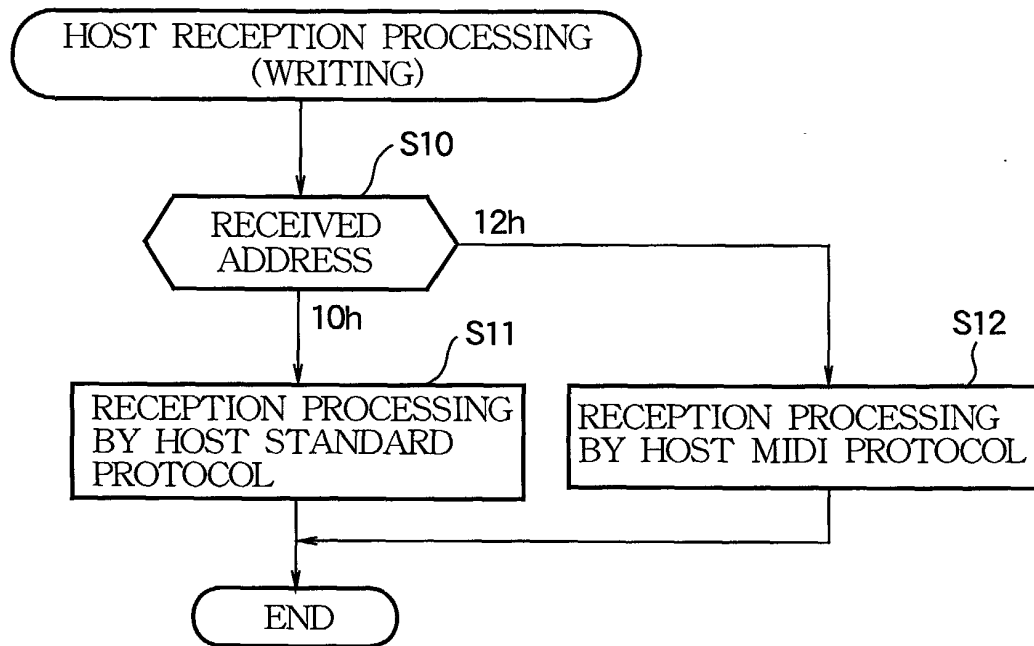 HOST RECEPTION PROCESSING
(WRITING)
S10
RECEIVED
ADDRESS
12h
10h
S11
S12
RECEPTION PROCESSING
BY HOST STANDARD
PROTOCOL
RECEPTION PROCESSING
BY HOST MIDI PROTOCOL
END